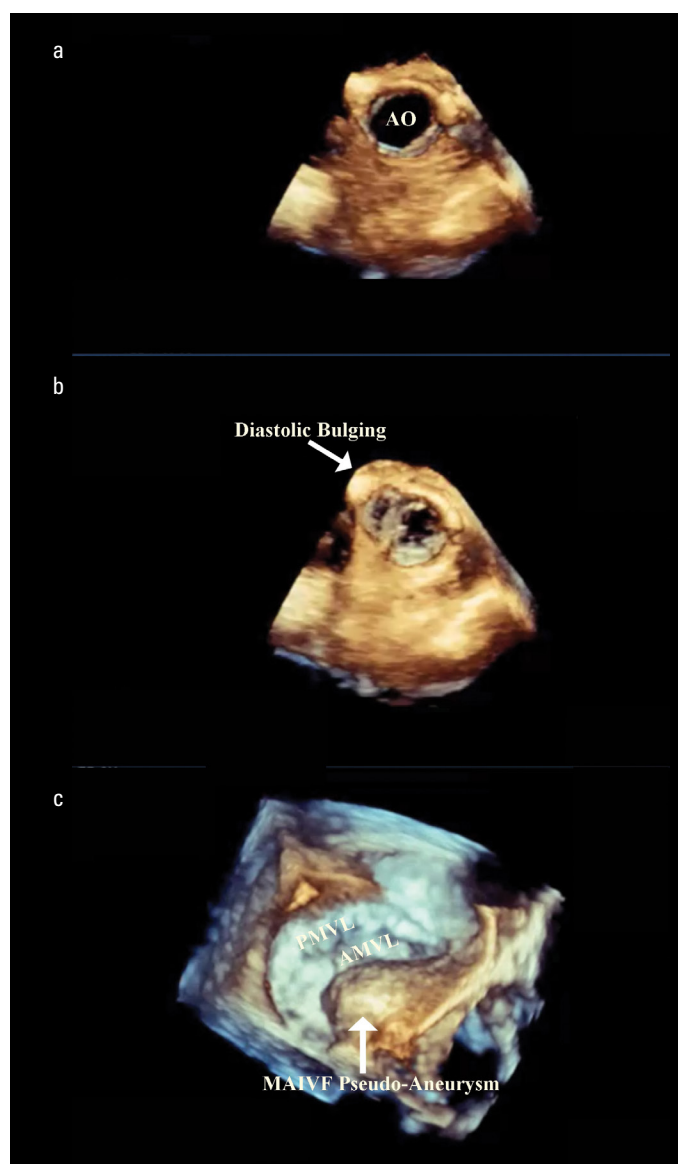 a
AO
b
Diastolic Bulging
c
PMVL
AMVL
MAIVF Pseudo-Aneurysm